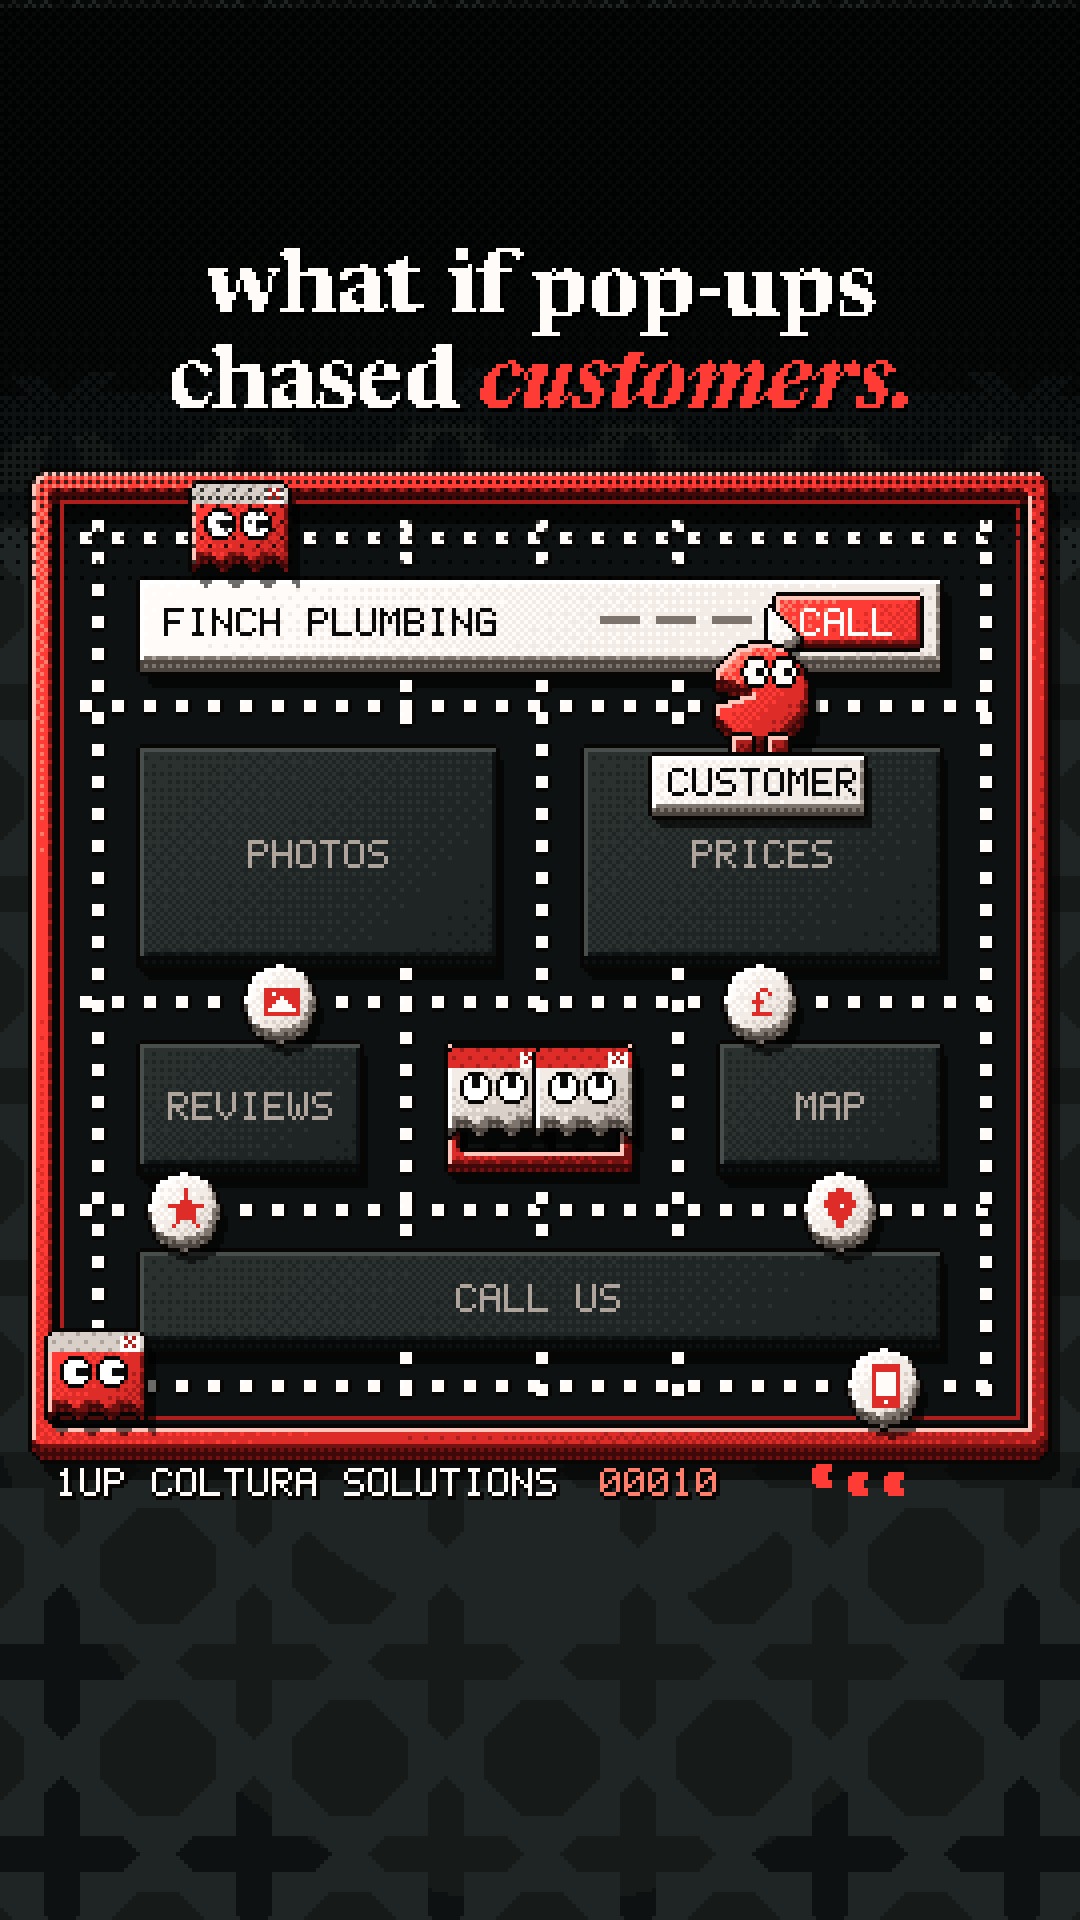 what if pop-ups
chased customers.
FINCH PLUMBING
CALL
CUSTOMER
PHOTOS
PRICES
£
REVIEWS
MAP
CALL US
1UP COLTURA SOLUTIONS 00010